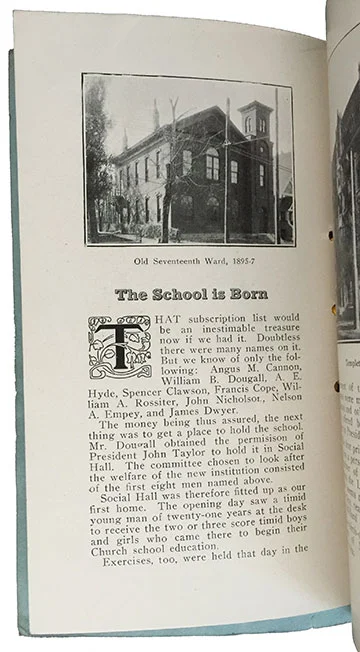 Old Seventeenth Ward, 1895-7
The School is Born
THAT subscription list would
be an inestimable treasure
now if we had it. Doubtless
there were many names on it.
But we know of only the fol-
lowing: Angus M. Cannon,
William B. Dougall, A. E.
Hyde, Spencer Clawson, Francis Cope, Wil-
liam A. Rossiter, John Nicholson, Nelson
A. Empey, and James Dwyer.
The money being thus assured, the next
thing was to get a place to hold the school.
Mr. Dougall obtained the permisison of
President John Taylor to hold it in Social
Hall. The committee chosen to look after
the welfare of the new institution consisted
of the first eight men named above.
Social Hall was therefore fitted up as our
first home. The opening day saw a timid
young man of twenty-one years at the desk
to receive the two or three score timid boys
and girls who came there to begin their
Church school education.
Exercises, too, were held that day in the